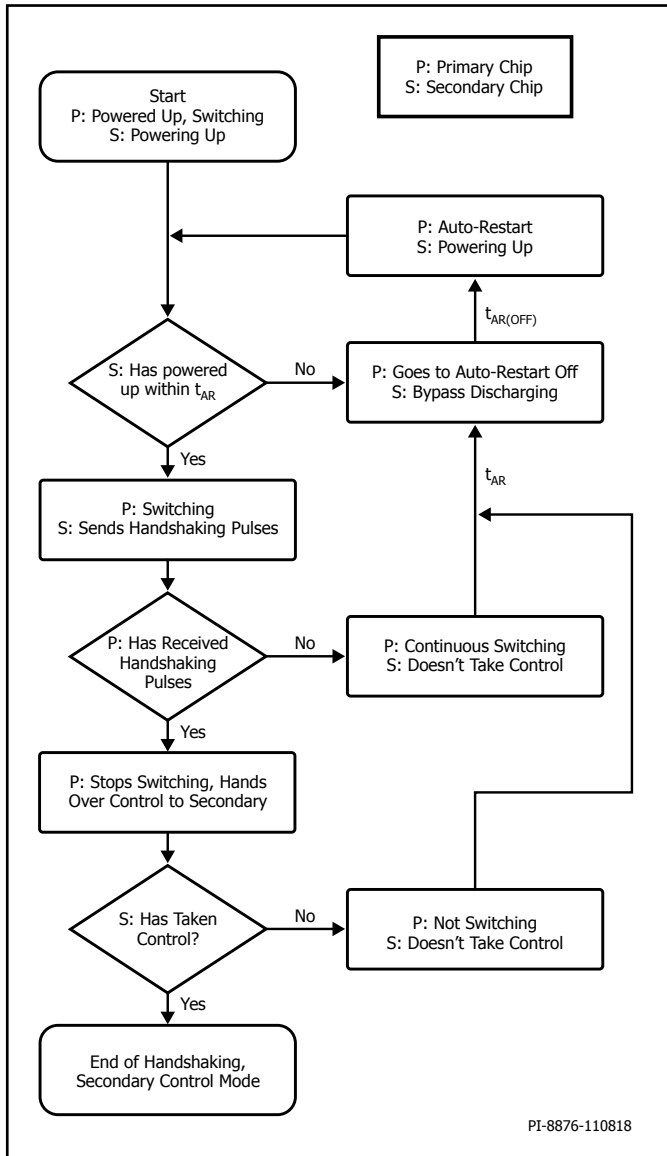 P: Primary Chip
S: Secondary Chip
Start
P: Powered Up, Switching
S: Powering Up
P: Auto-Restart
S: Powering Up
tAR(OFF)
S: Has powered
up within tAR
No
P: Goes to Auto-Restart Off
S: Bypass Discharging
Yes
tAR
P: Switching
S: Sends Handshaking Pulses
P: Has Received
Handshaking
Pulses
No
P: Continuous Switching
S: Doesn't Take Control
Yes
P: Stops Switching, Hands
Over Control to Secondary
S: Has Taken
Control?
No
P: Not Switching
S: Doesn't Take Control
Yes
End of Handshaking,
Secondary Control Mode
PI-8876-110818